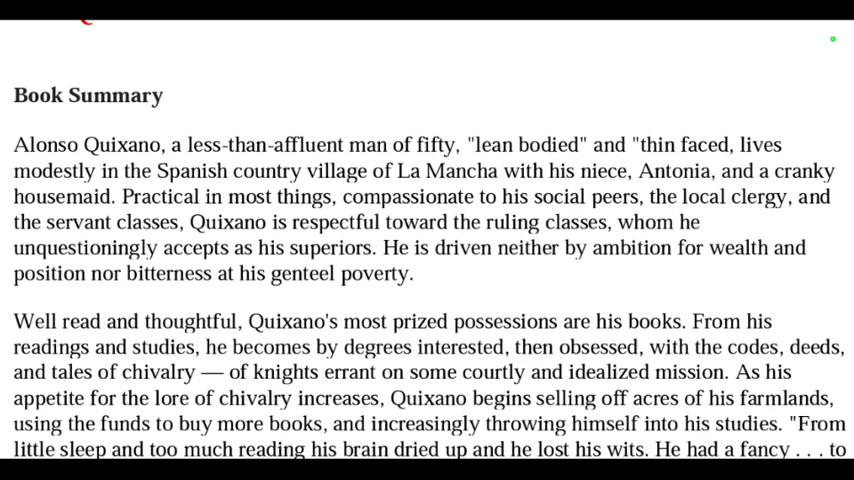 Book Summary
Alonso Quixano, a less-than-affluent man of fifty, "lean bodied" and "thin faced, lives
modestly in the Spanish country village of La Mancha with his niece, Antonia, and a cranky
housemaid. Practical in most things, compassionate to his social peers, the local clergy, and
the servant classes, Quixano is respectful toward the ruling classes, whom he
unquestioningly accepts as his superiors. He is driven neither by ambition for wealth and
position nor bitterness at his genteel poverty.
Well read and thoughtful, Quixano's most prized possessions are his books. From his
readings and studies, he becomes by degrees interested, then obsessed, with the codes, deeds,
and tales of chivalry — of knights errant on some courtly and idealized mission. As his
appetite for the lore of chivalry increases, Quixano begins selling off acres of his farmlands,
using the funds to buy more books, and increasingly throwing himself into his studies. "From
little sleep and too much reading his brain dried up and he lost his wits. He had a fancy . . . to